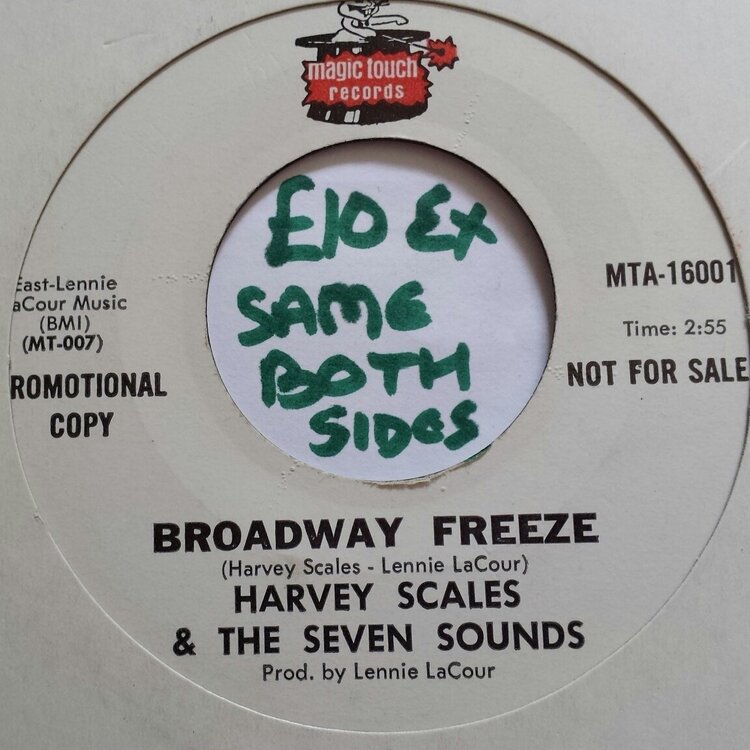 magic touch
records
E10 Ex
SAME
BOTH
SIDES
East-Lennie
aCour Music
(BMI)
(MT-007)
ROMOTIONAL
COPY
MTA-16001
Time: 2:55
NOT FOR SALE
BROADWAY FREEZE
(Harvey Scales - Lennie LaCour)
HARVEY SCALES
& THE SEVEN SOUNDS
Prod. by Lennie LaCour